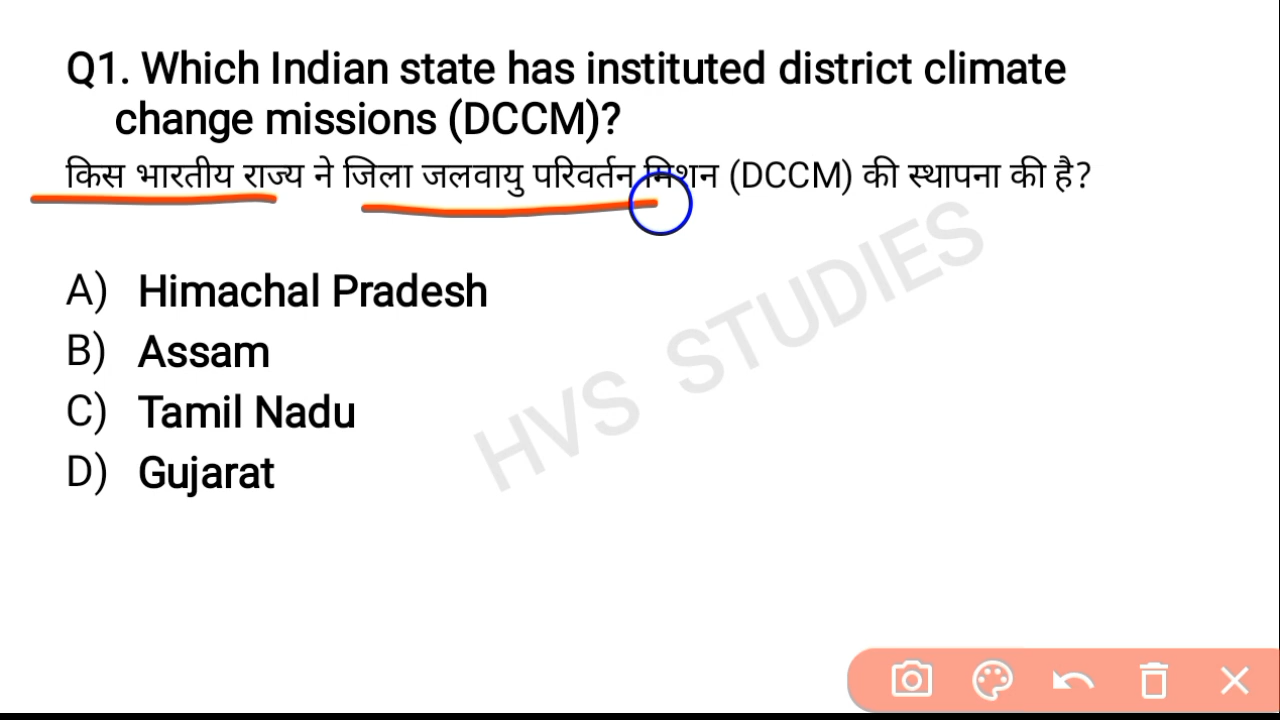 Q1. Which Indian state has instituted district climate
change missions (DCCM)?
किस भारतीय राज्य ने जिला जलवायु परिवर्तन मिशन (DCCM) की स्थापना की है?
A) Himachal Pradesh
B) Assam
C) Tamil Nadu
D) Gujarat
HVS STUDIES